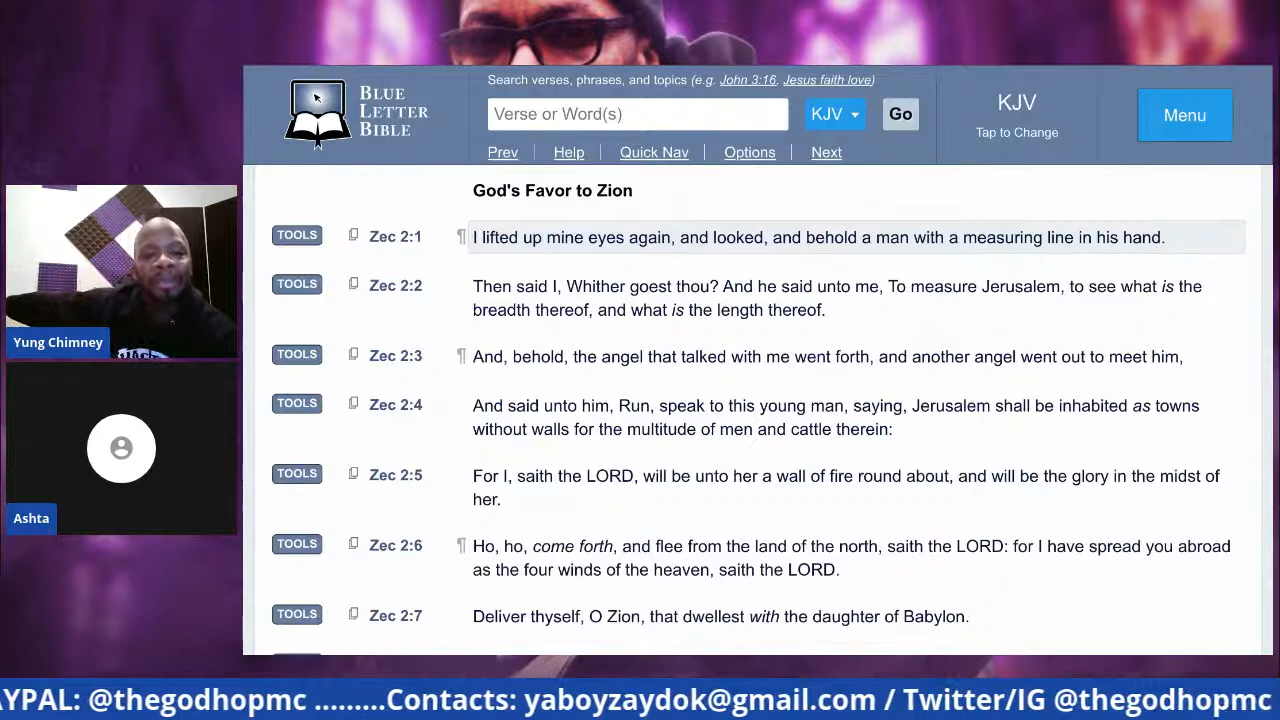 Search verses, phrases, and topics (e.g. John 3:16, Jesus faith love)
BLUE
LETTER
BIBLE
Verse or Word(s)
KJV
Go
KJV
Tap to Change
Menu
Prev
Help
Quick Nav
Options
Next
God's Favor to Zion
TOOLS Zec 2:1 ¶ I lifted up mine eyes again, and looked, and behold a man with a measuring line in his hand.
TOOLS Zec 2:2 Then said I, Whither goest thou? And he said unto me, To measure Jerusalem, to see what is the
breadth thereof, and what is the length thereof.
TOOLS Zec 2:3 ¶ And, behold, the angel that talked with me went forth, and another angel went out to meet him,
TOOLS Zec 2:4 And said unto him, Run, speak to this young man, saying, Jerusalem shall be inhabited as towns
without walls for the multitude of men and cattle therein:
TOOLS Zec 2:5 For I, saith the LORD, will be unto her a wall of fire round about, and will be the glory in the midst of
her.
TOOLS Zec 2:6 ¶ Ho, ho, come forth, and flee from the land of the north, saith the LORD: for I have spread you abroad
as the four winds of the heaven, saith the LORD.
TOOLS Zec 2:7 Deliver thyself, O Zion, that dwellest with the daughter of Babylon.
Yung Chimney
Ashta
AYPAL: @thegodhopmc .........Contacts: yaboyzaydok@gmail.com / Twitter/IG @thegodhopmc